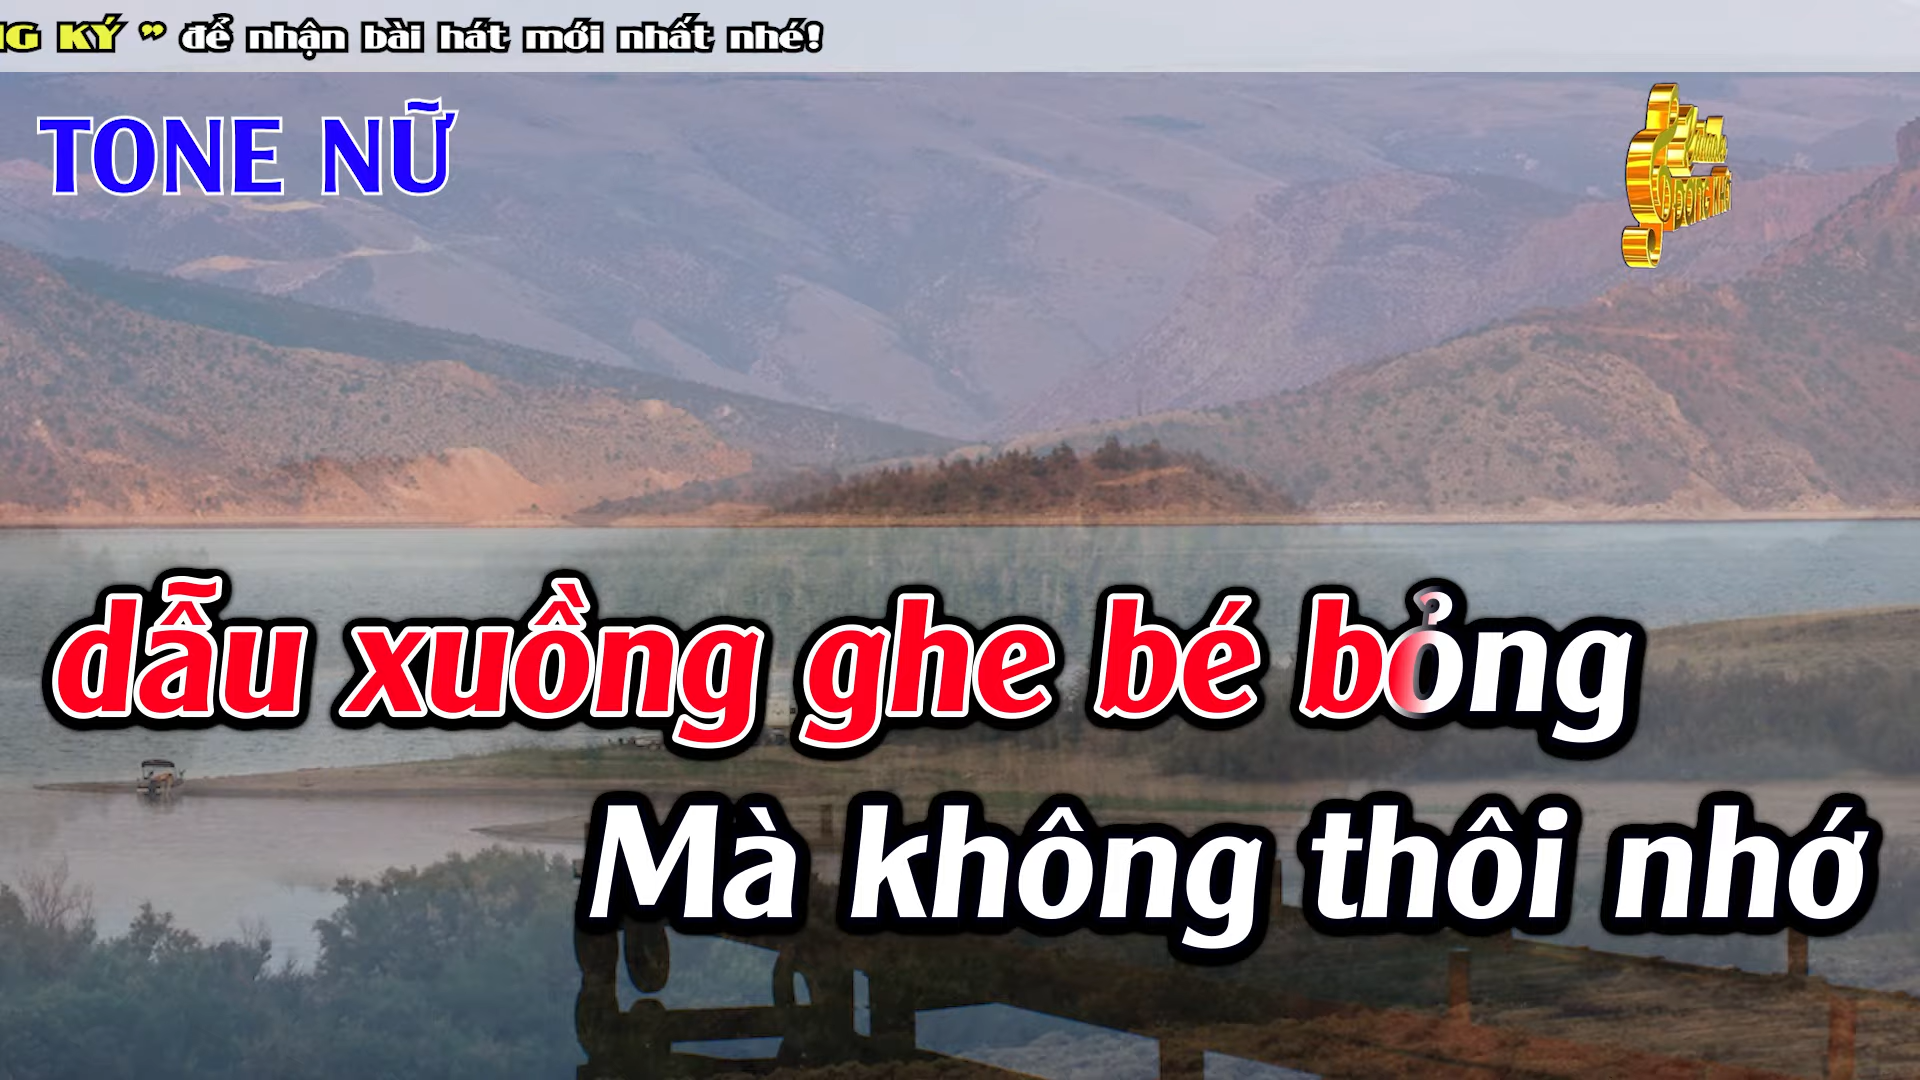 KÝ ” để nhận bài hát mới nhất nhé!
TONE NỮ
dẫu xuồng ghe bé bỏng
Mà không thôi nhớ